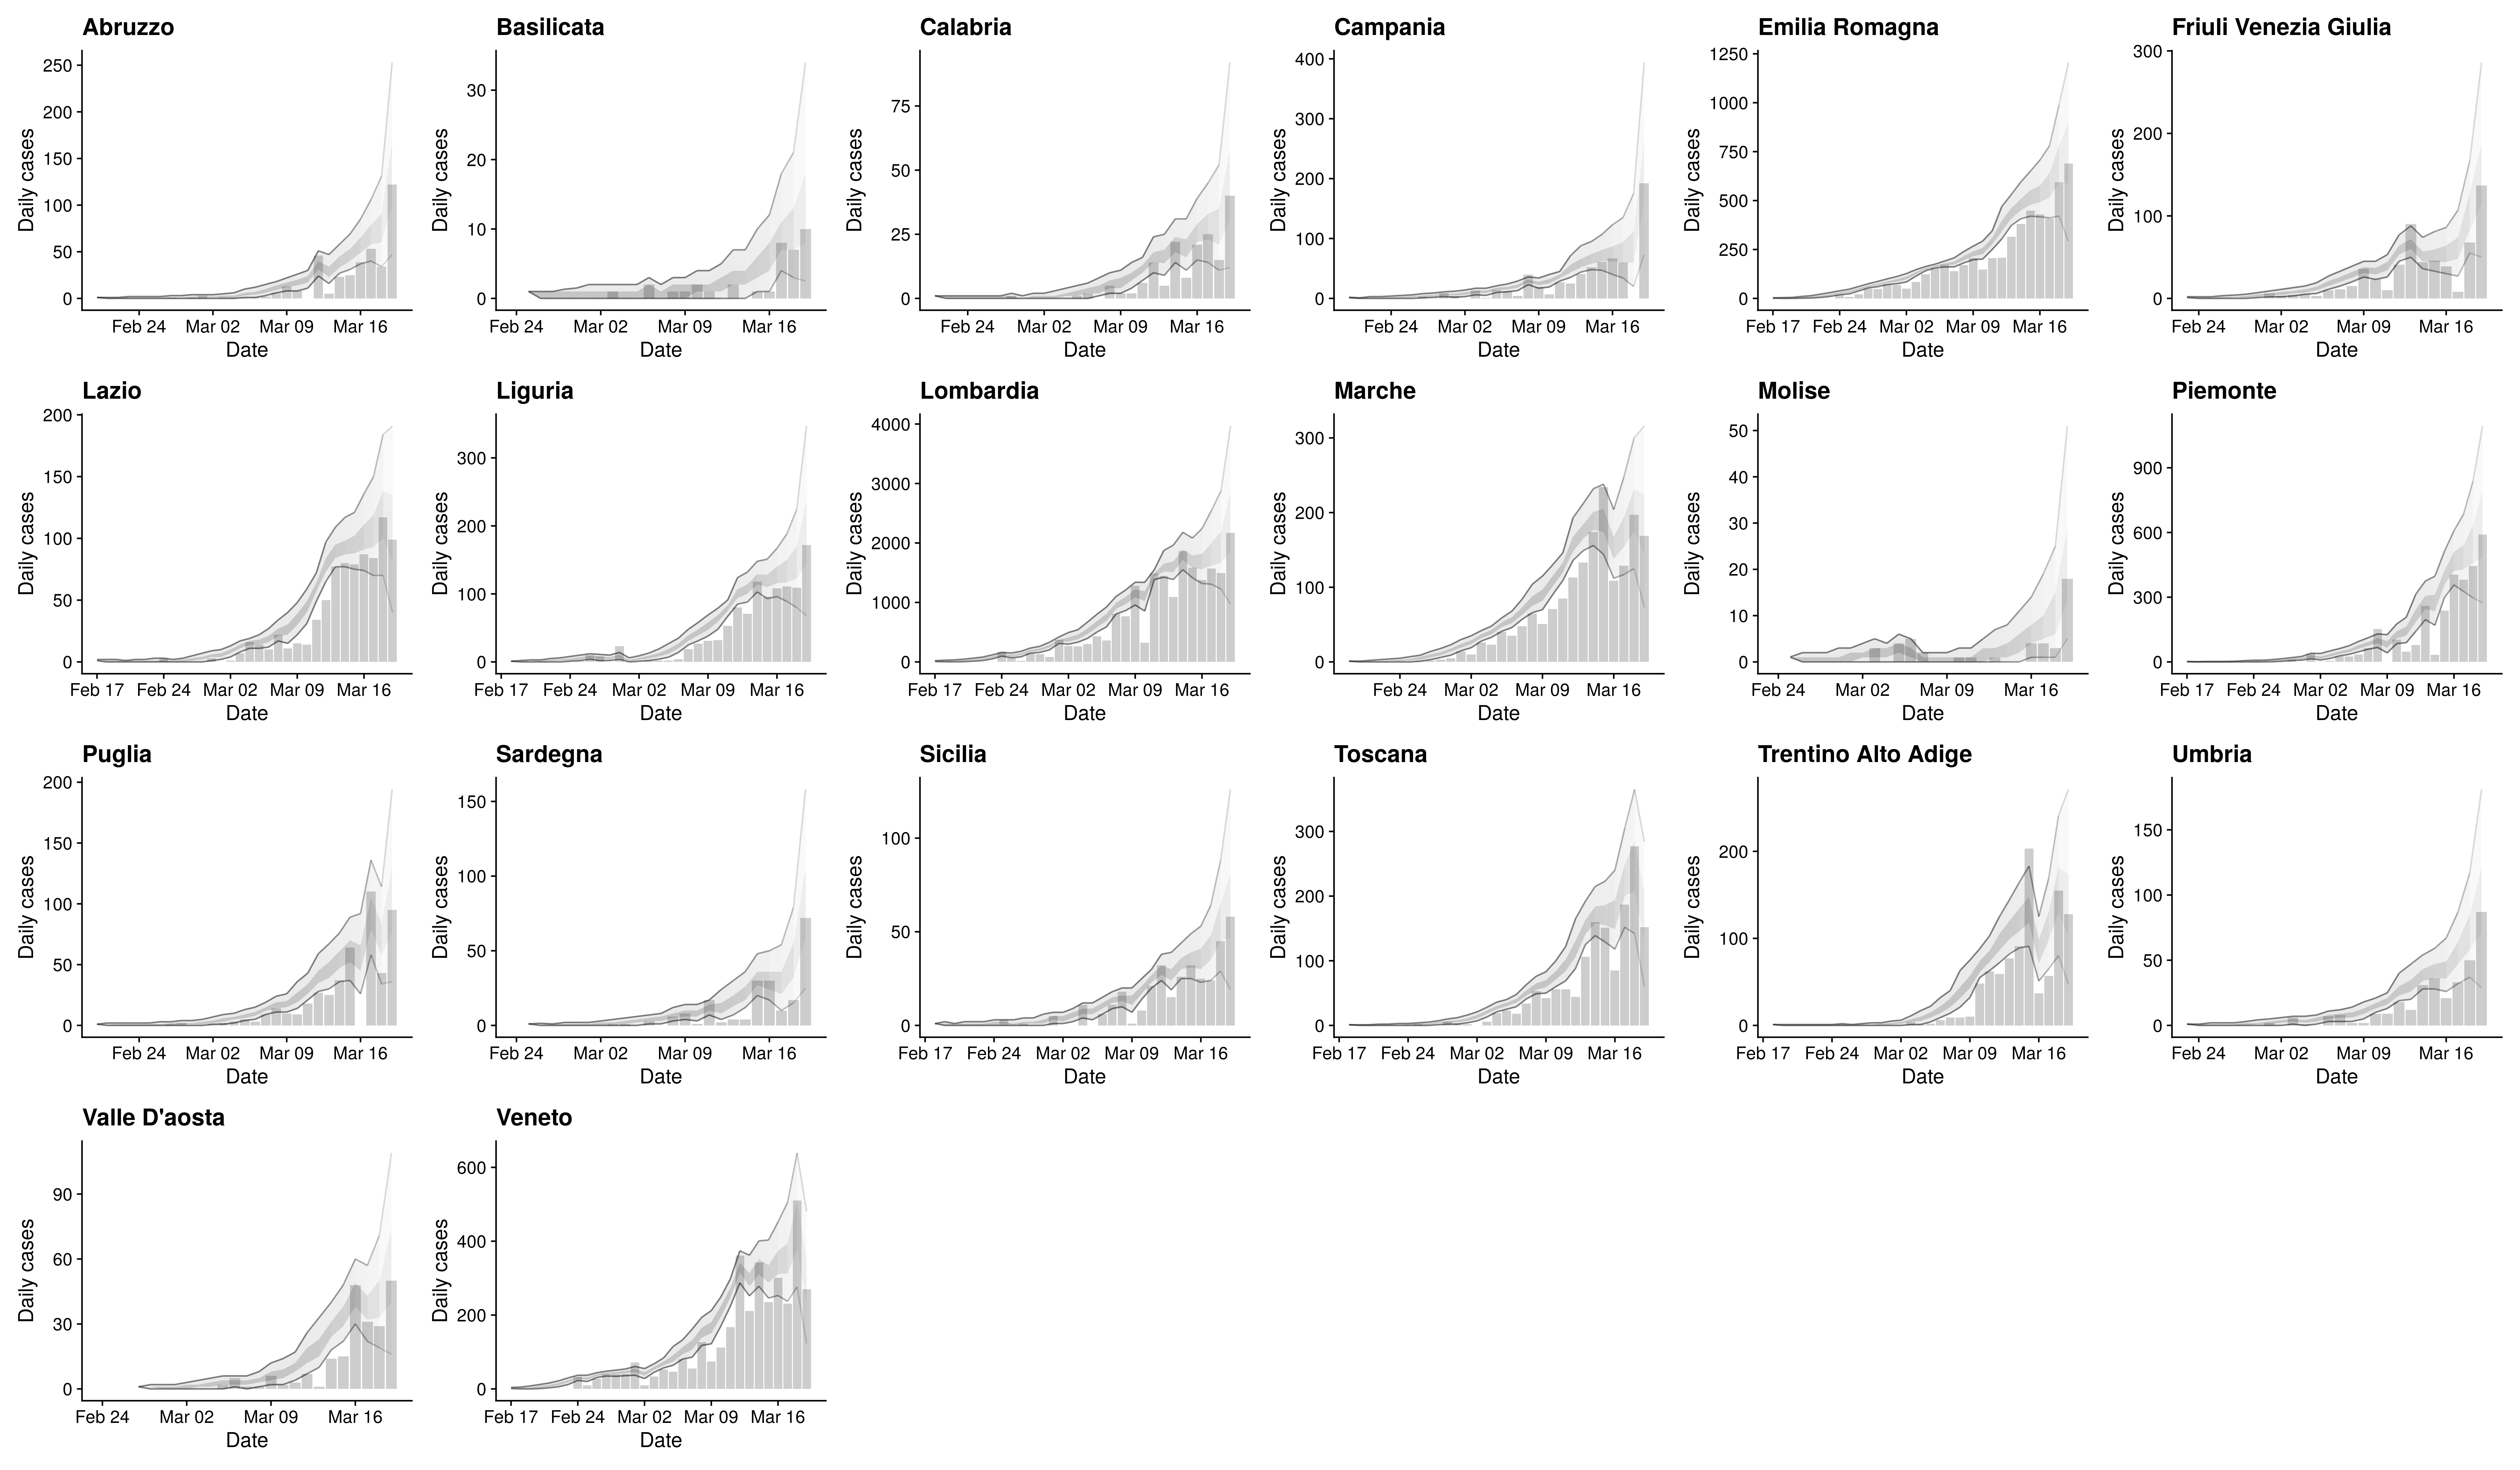 Abruzzo
Daily cases
250
200
150
100
50
0
Feb 24 Mar 02 Mar 09 Mar 16
Date
Basilicata
Daily cases
30
20
10
0
Feb 24 Mar 02 Mar 09 Mar 16
Date
Calabria
Daily cases
75
50
25
0
Feb 24 Mar 02 Mar 09 Mar 16
Date
Campania
Daily cases
400
300
200
100
0
Feb 24 Mar 02 Mar 09 Mar 16
Date
Emilia Romagna
Daily cases
1250
1000
750
500
250
0
Feb 17 Feb 24 Mar 02 Mar 09 Mar 16
Date
Friuli Venezia Giulia
Daily cases
300
200
100
0
Feb 24 Mar 02 Mar 09 Mar 16
Date
Lazio
Daily cases
200
150
100
50
0
Feb 17 Feb 24 Mar 02 Mar 09 Mar 16
Date
Liguria
Daily cases
300
200
100
0
Feb 17 Feb 24 Mar 02 Mar 09 Mar 16
Date
Lombardia
Daily cases
4000
3000
2000
1000
0
Feb 17 Feb 24 Mar 02 Mar 09 Mar 16
Date
Marche
Daily cases
300
200
100
0
Feb 24 Mar 02 Mar 09 Mar 16
Date
Molise
Daily cases
50
40
30
20
10
0
Feb 24 Mar 02 Mar 09 Mar 16
Date
Piemonte
Daily cases
900
600
300
0
Feb 17 Feb 24 Mar 02 Mar 09 Mar 16
Date
Puglia
Daily cases
200
150
100
50
0
Feb 24 Mar 02 Mar 09 Mar 16
Date
Sardegna
Daily cases
150
100
50
0
Feb 24 Mar 02 Mar 09 Mar 16
Date
Sicilia
Daily cases
100
50
0
Feb 17 Feb 24 Mar 02 Mar 09 Mar 16
Date
Toscana
Daily cases
300
200
100
0
Feb 17 Feb 24 Mar 02 Mar 09 Mar 16
Date
Trentino Alto Adige
Daily cases
200
100
0
Feb 17 Feb 24 Mar 02 Mar 09 Mar 16
Date
Umbria
Daily cases
150
100
50
0
Feb 24 Mar 02 Mar 09 Mar 16
Date
Valle D'aosta
Daily cases
90
60
30
0
Feb 24 Mar 02 Mar 09 Mar 16
Date
Veneto
Daily cases
600
400
200
0
Feb 17 Feb 24 Mar 02 Mar 09 Mar 16
Date